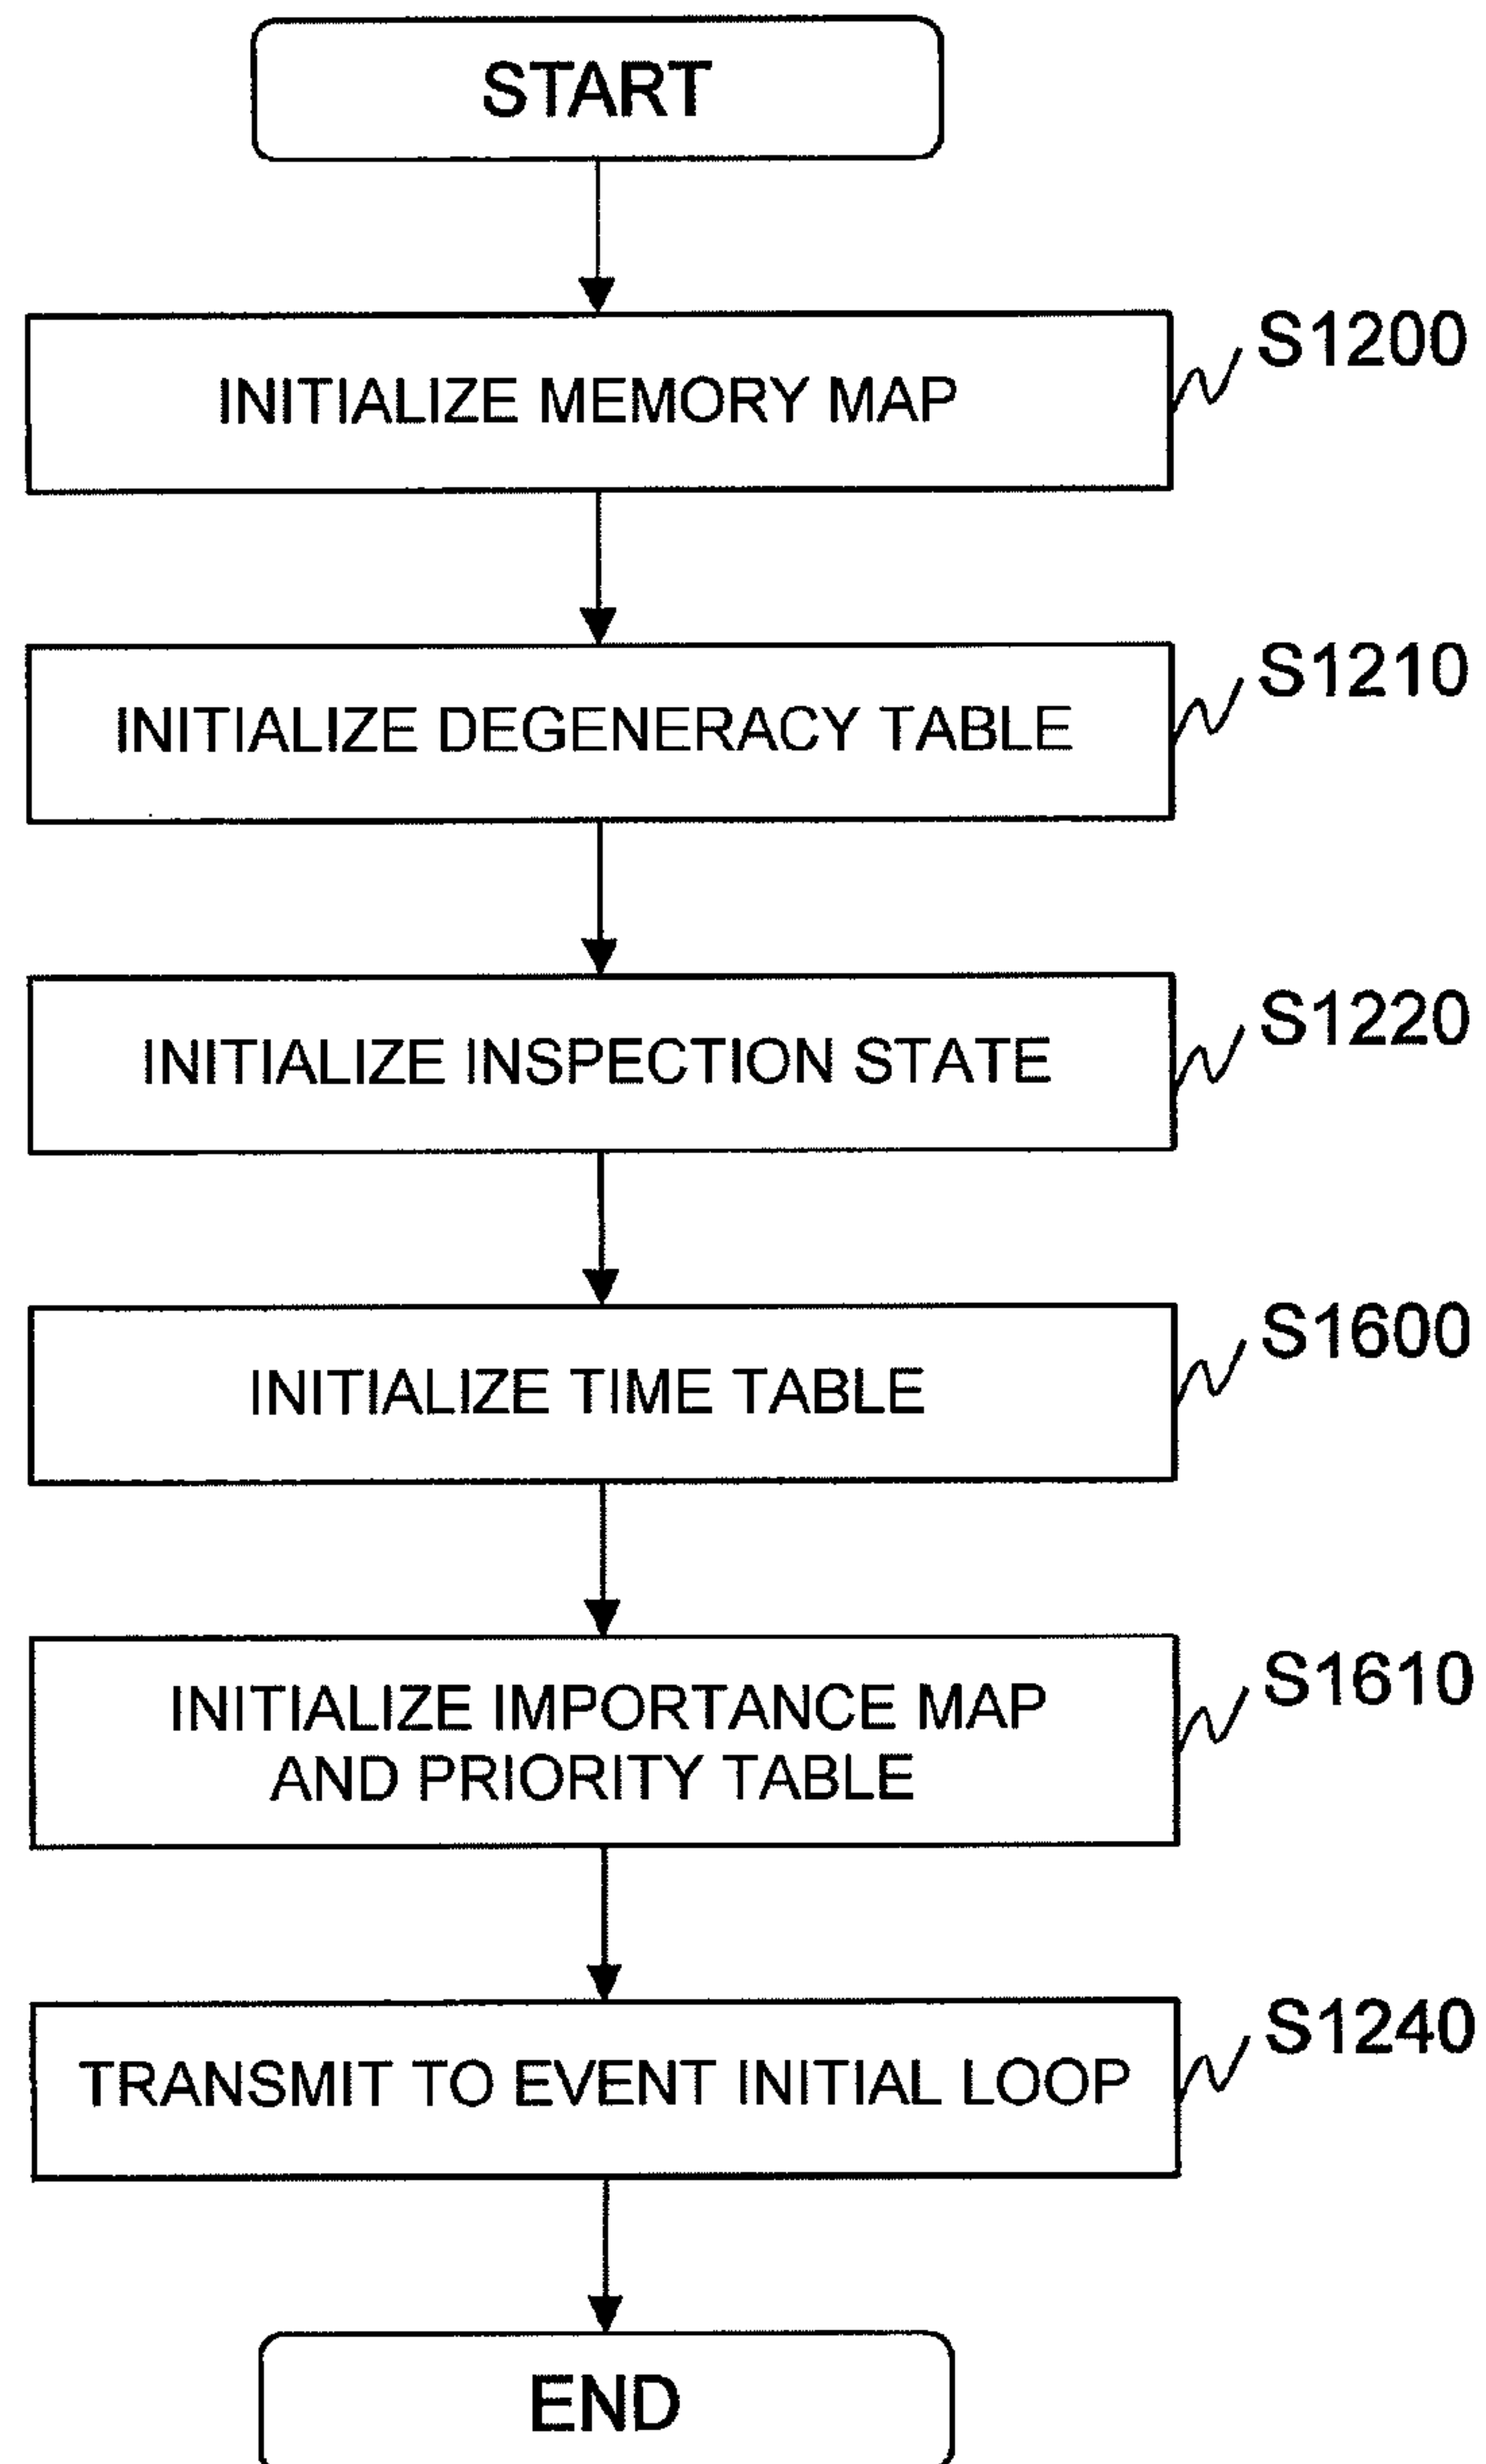 START
INITIALIZE MEMORY MAP
S1200
INITIALIZE DEGENERACY TABLE
S1210
INITIALIZE INSPECTION STATE
S1220
INITIALIZE TIME TABLE
S1600
INITIALIZE IMPORTANCE MAP
AND PRIORITY TABLE
S1610
TRANSMIT TO EVENT INITIAL LOOP
S1240
END